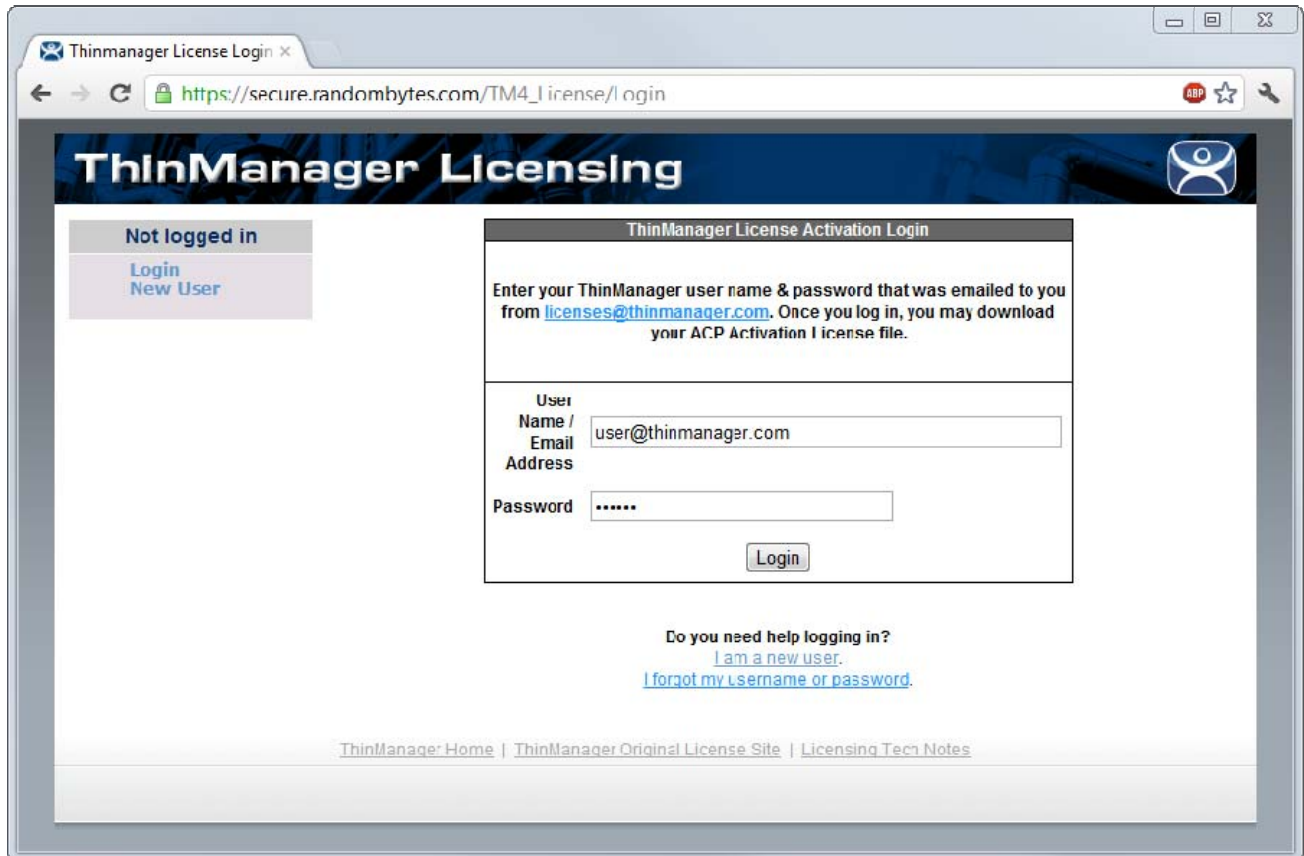 Thinmanager License Login
https://secure.randombytes.com/TM4_License/Login
ABP
ThinManager Licensing
Not logged in
Login
New User
ThinManager License Activation Login
Enter your ThinManager user name & password that was emailed to you
from licenses@thinmanager.com. Once you log in, you may download
your ACP Activation License file.
User
Name /
Email
Address
user@thinmanager.com
Password
••••••
Login
Do you need help logging in?
I am a new user.
I forgot my username or password.
ThinManager Home | ThinManager Original License Site | Licensing Tech Notes